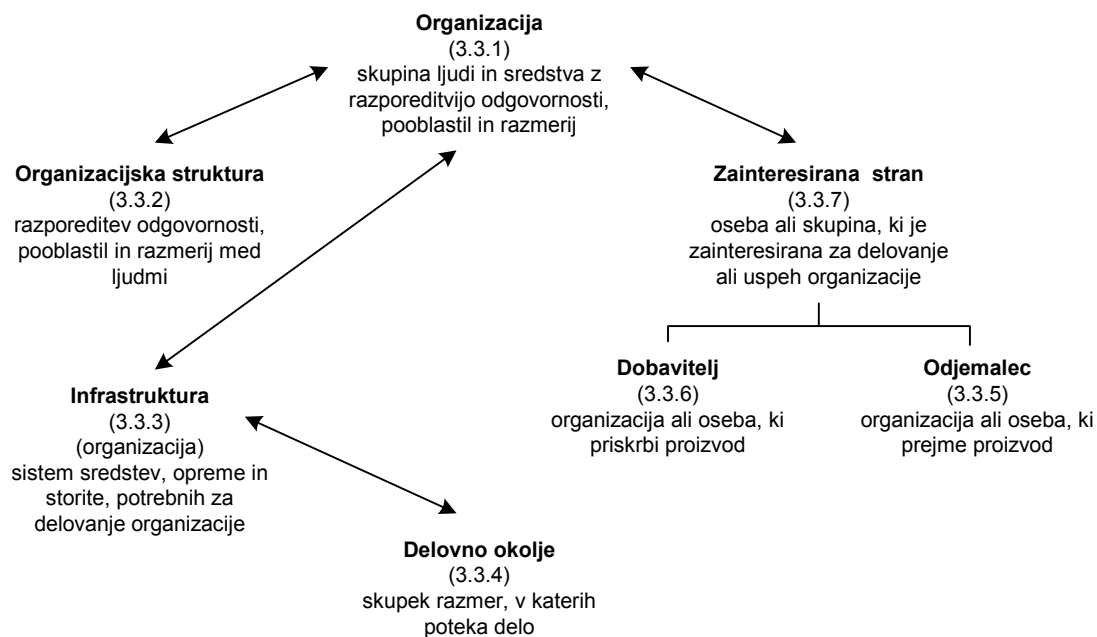 Organizacija
(3.3.1)
skupina ljudi in sredstva z
razporeditvijo odgovornosti,
pooblastil in razmerij
Organizacijska struktura
(3.3.2)
razporeditev odgovornosti,
pooblastil in razmerij med
ljudmi
Zainteresirana  stran
(3.3.7)
oseba ali skupina, ki je
zainteresirana za delovanje
ali uspeh organizacije
Infrastruktura
(3.3.3)
(organizacija)
sistem sredstev, opreme in
storite, potrebnih za
delovanje organizacije
Dobavitelj
(3.3.6)
organizacija ali oseba, ki
priskrbi proizvod
Odjemalec
(3.3.5)
organizacija ali oseba, ki
prejme proizvod
Delovno okolje
(3.3.4)
skupek razmer, v katerih
poteka delo